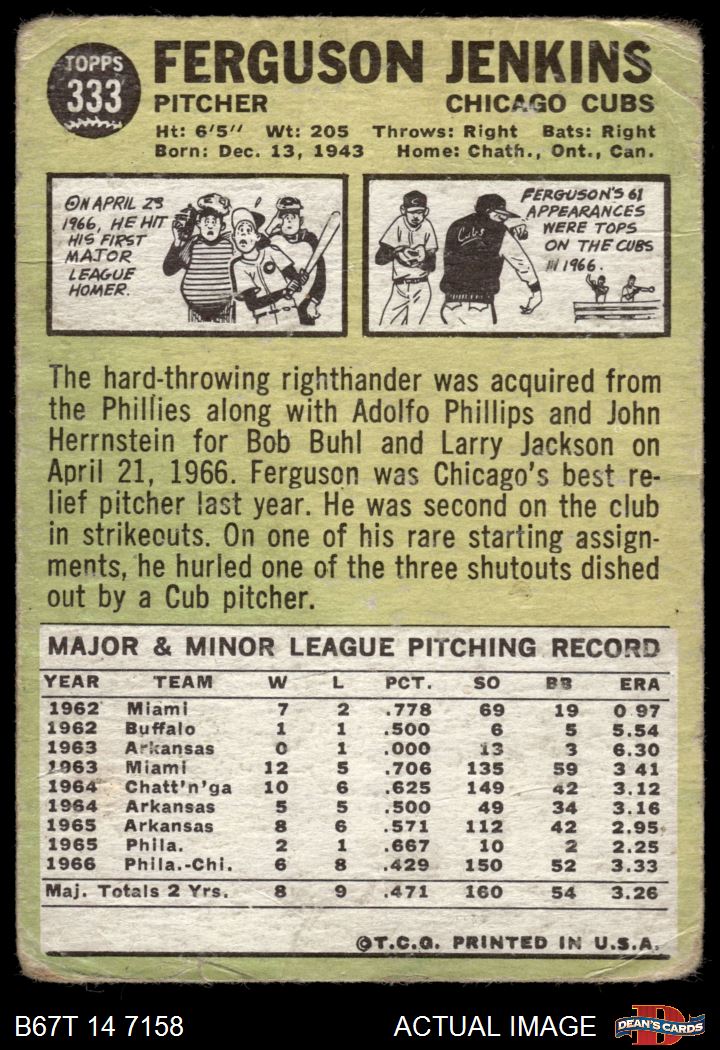 TOPPS
333
FERGUSON JENKINS
PITCHER CHICAGO CUBS
Ht: 6'5" Wt: 205 Throws: Right Bats: Right
Born: Dec. 13, 1943 Home: Chath., Ont., Can.
ON APRIL 23
1966, HE HIT
HIS FIRST
MAJOR
LEAGUE
HOMER.
C
FERGUSON'S 61
APPEARANCES
WERE TOPS
ON THE CUBS
IN 1966.
Cubs
The hard-throwing righthander was acquired from
the Phillies along with Adolfo Phillips and John
Herrnstein for Bob Buhl and Larry Jackson on
April 21, 1966. Ferguson was Chicago's best re-
lief pitcher last year. He was second on the club
in strikeouts. On one of his rare starting assign-
ments, he hurled one of the three shutouts dished
out by a Cub pitcher.
MAJOR & MINOR LEAGUE PITCHING RECORD
YEAR TEAM W L PCT. SO BB ERA
1962 Miami 7 2 .778 69 19 0 97
1962 Buffalo 1 1 .500 6 5 5.54
1963 Arkansas 0 1 .000 13 3 6.30
1963 Miami 12 5 .706 135 59 3 41
1964 Chatt'n'ga 10 6 .625 149 42 3.12
1964 Arkansas 5 5 .500 49 34 3.16
1965 Arkansas 8 6 .571 112 42 2.95
1965 Phila. 2 1 .667 10 2 2.25
1966 Phila.-Chi. 6 8 .429 150 52 3.33
Maj. Totals 2 Yrs. 8 9 .471 160 54 3.26
©T.C.G. PRINTED IN U.S.A.
B67T 14 7158 ACTUAL IMAGE
D
DEAN'S CARDS